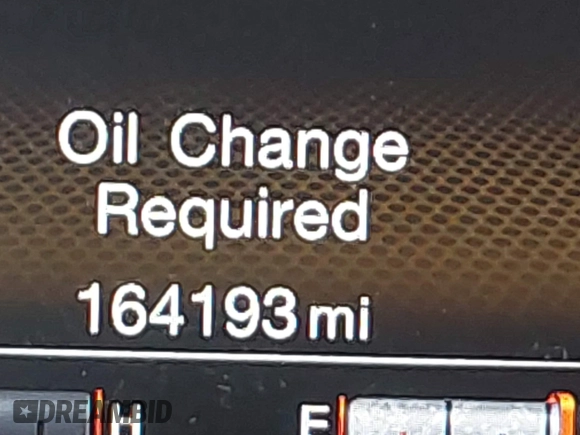 Oil Change
Required
164193 mi
DREAMBID